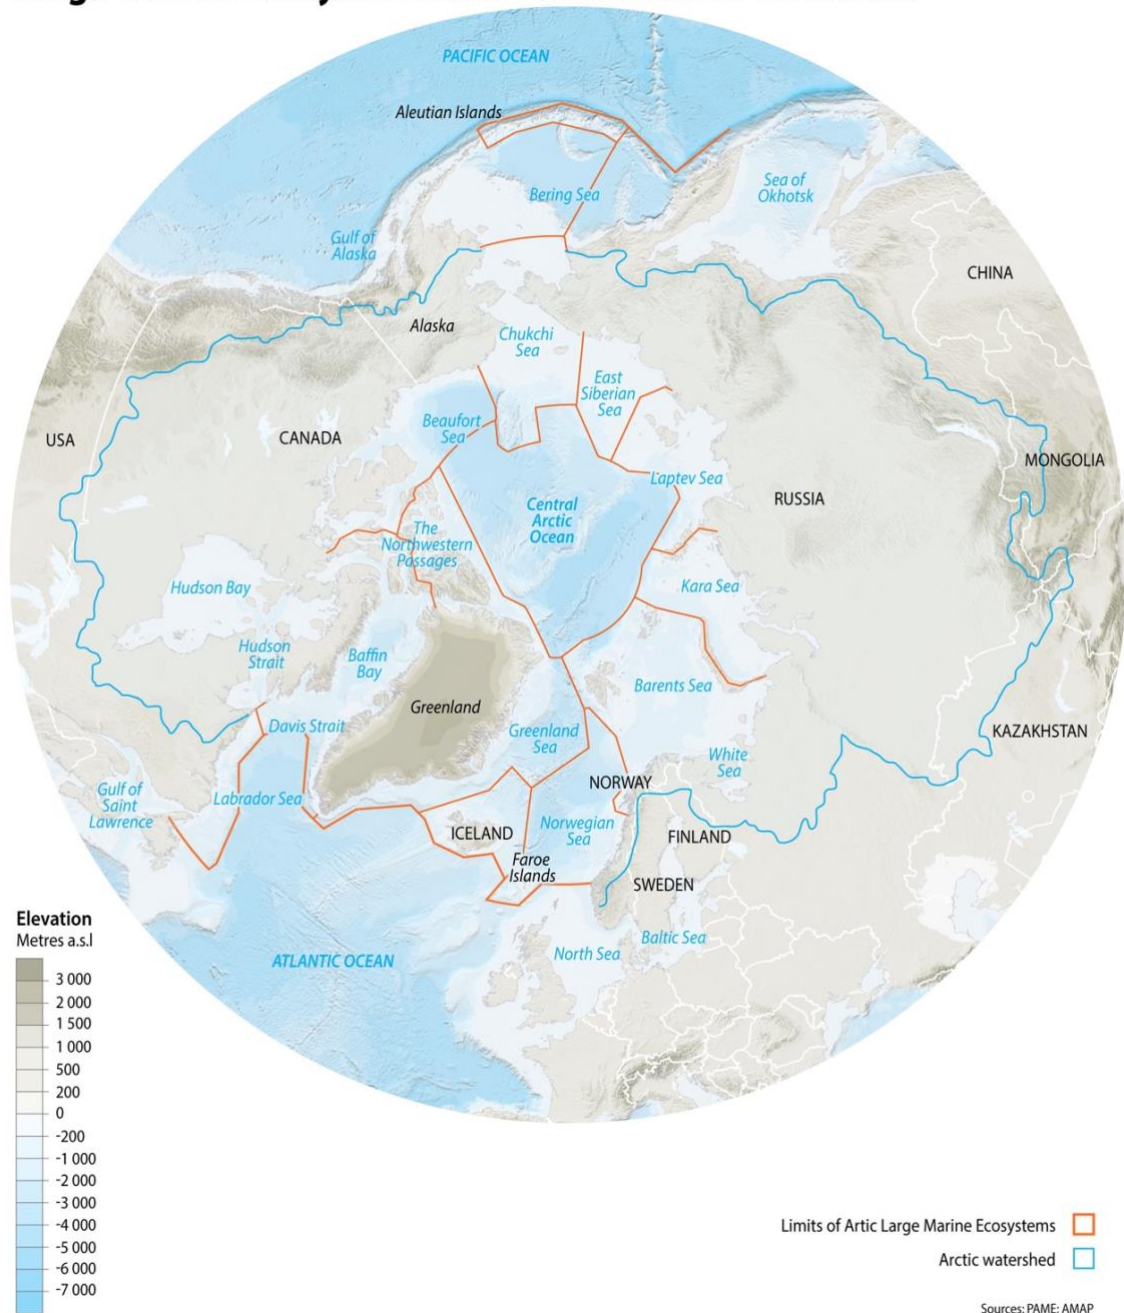 PACIFIC OCEAN
Aleutian Islands
Bering Sea
Sea of
Okhotsk
Gulf of
Alaska
CHINA
Alaska
Chukchi
Sea
East
Siberian
Sea
Beaufort
Sea
USA
CANADA
MONGOLIA
Laptev Sea
RUSSIA
Central
Arctic
Ocean
The
Northwestern
Passages
Hudson Bay
Kara Sea
Hudson
Strait
Baffin
Bay
Barents Sea
Greenland
Davis Strait
Greenland
Sea
KAZAKHSTAN
White
Sea
NORWAY
Gulf of
Saint
Lawrence
Labrador Sea
ICELAND
Norwegian
Sea
FINLAND
Faroe
Islands
SWEDEN
Baltic Sea
North Sea
ATLANTIC OCEAN
Elevation
Metres a.s.l
3 000
2 000
1 500
1 000
500
200
0
-200
-1 000
-2 000
-3 000
-4 000
-5 000
-6 000
-7 000
Limits of Artic Large Marine Ecosystems
Arctic watershed
Sources: PAME; AMAP